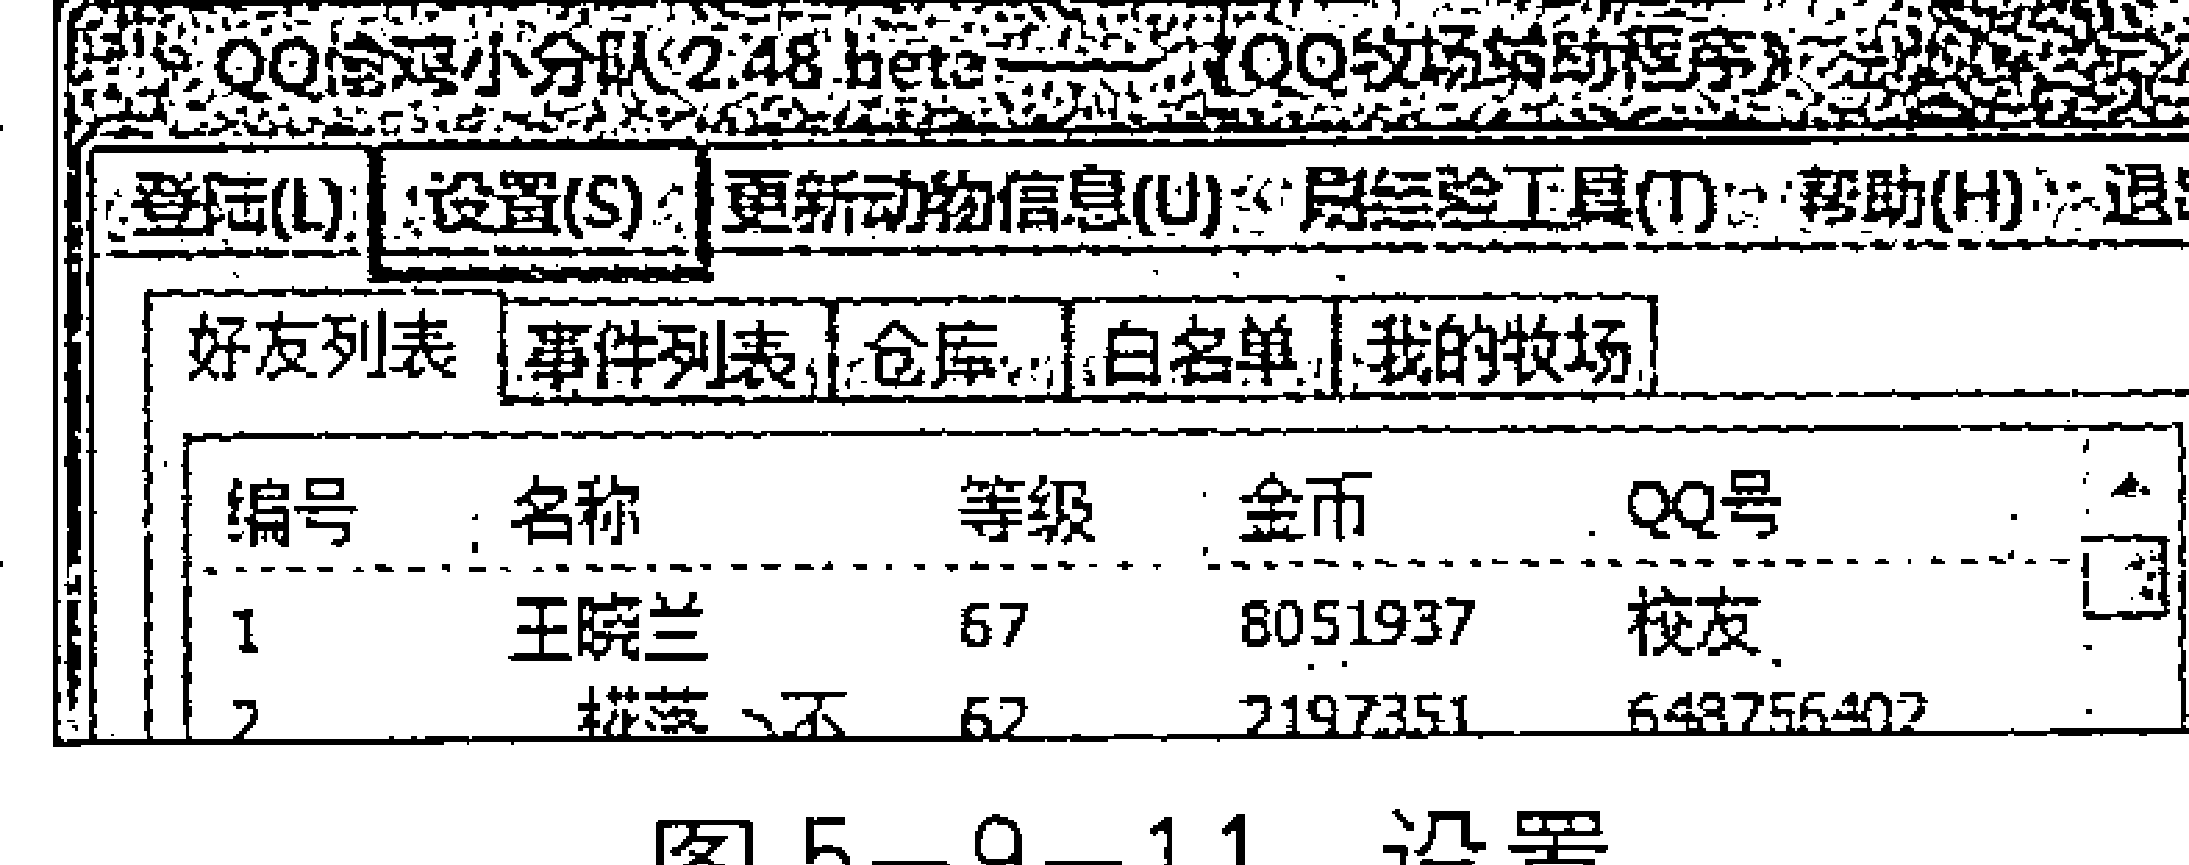 QQ牧场小分队 2.48 beta——(QQ牧场辅助程序)
登陆(L) 设置(S) 更新动物信息(U) 刷经验工具(T) 帮助(H)
好友列表 事件列表 仓库 白名单 我的牧场
编号 名称 等级 金币 QQ号
1 王晓兰 67 8051937 校友
2 62 2197351 648756402
图5-9-11 设置